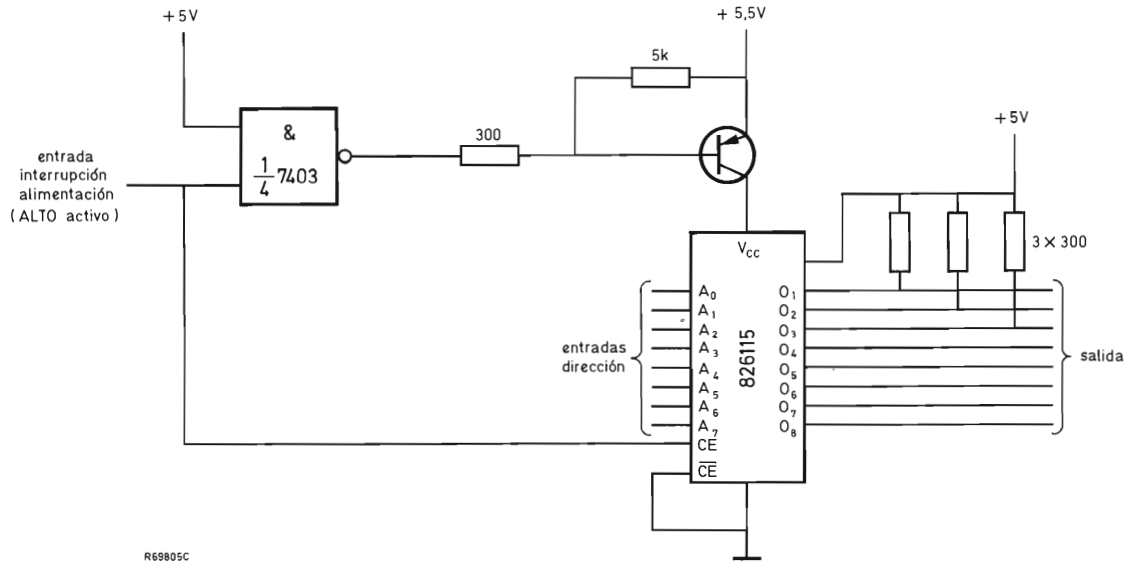 +5V
+ 5,5V
5k
&
1/4 7403
300
+5V
entrada
interrupción
alimentación
( ALTO activo )
3 × 300
VCC
A0
A1
A2
A3
A4
A5
A6
A7
CE
C̅E̅
826115
O1
O2
O3
O4
O5
O6
O7
O8
entradas
dirección
salida
R69805C